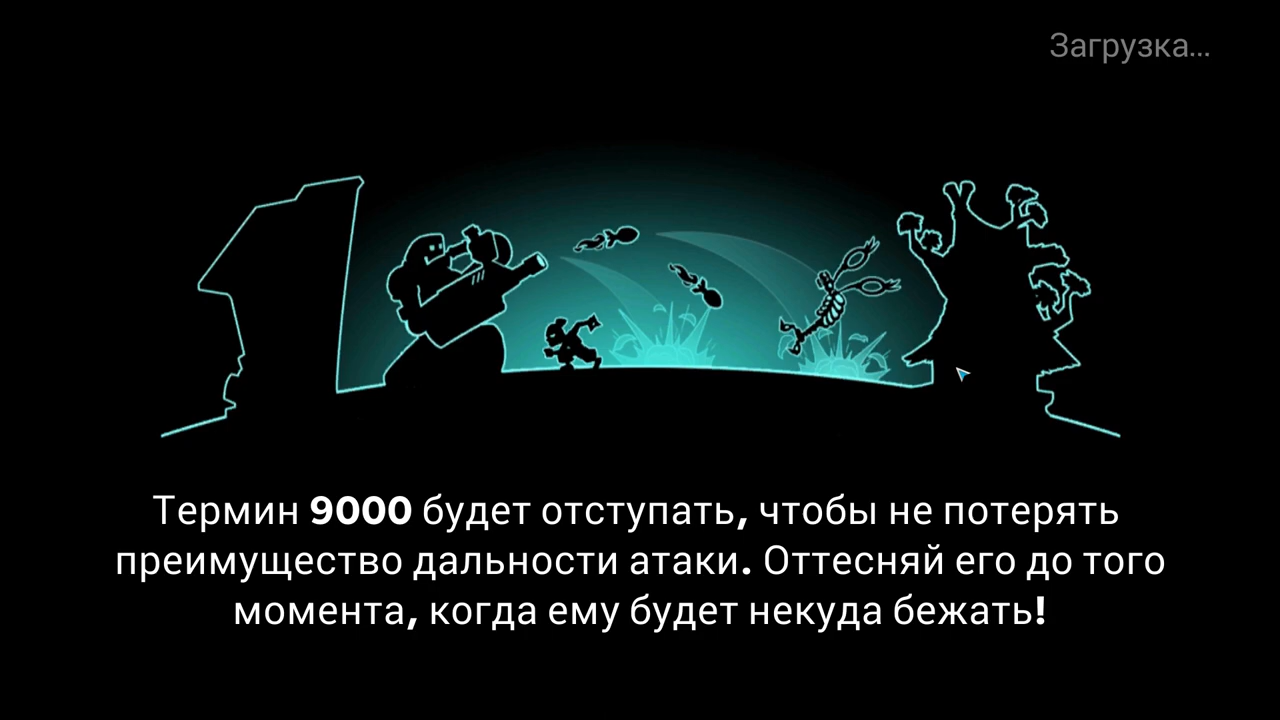 Загрузка...
Термин 9000 будет отступать, чтобы не потерять
преимущество дальности атаки. Оттесняй его до того
момента, когда ему будет некуда бежать!